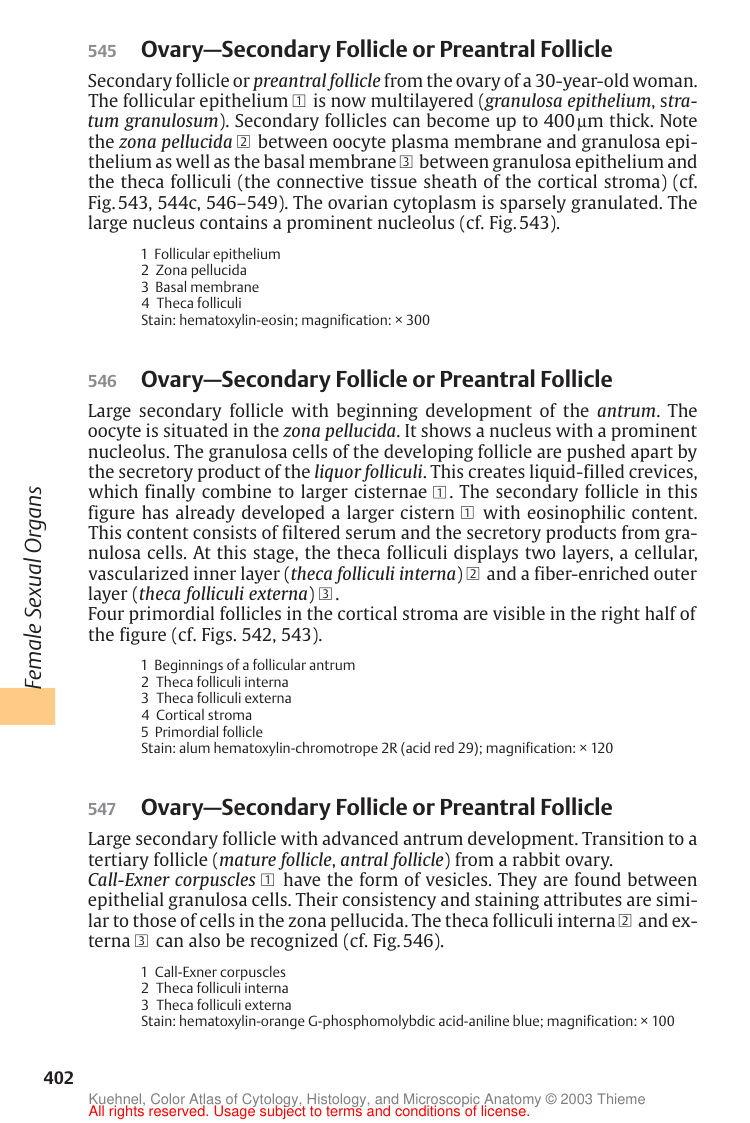 545 Ovary—Secondary Follicle or Preantral Follicle
Secondary follicle or preantral follicle from the ovary of a 30-year-old woman.
The follicular epithelium 1 is now multilayered (granulosa epithelium, stra-
tum granulosum). Secondary follicles can become up to 400 µm thick. Note
the zona pellucida 2 between oocyte plasma membrane and granulosa epi-
thelium as well as the basal membrane 3 between granulosa epithelium and
the theca folliculi (the connective tissue sheath of the cortical stroma) (cf.
Fig. 543, 544c, 546–549). The ovarian cytoplasm is sparsely granulated. The
large nucleus contains a prominent nucleolus (cf. Fig. 543).
1 Follicular epithelium
2 Zona pellucida
3 Basal membrane
4 Theca folliculi
Stain: hematoxylin-eosin; magnification: × 300
546 Ovary—Secondary Follicle or Preantral Follicle
Large secondary follicle with beginning development of the antrum. The
oocyte is situated in the zona pellucida. It shows a nucleus with a prominent
nucleolus. The granulosa cells of the developing follicle are pushed apart by
the secretory product of the liquor folliculi. This creates liquid-filled crevices,
which finally combine to larger cisternae 1. The secondary follicle in this
figure has already developed a larger cistern 1 with eosinophilic content.
This content consists of filtered serum and the secretory products from gra-
nulosa cells. At this stage, the theca folliculi displays two layers, a cellular,
vascularized inner layer (theca folliculi interna) 2 and a fiber-enriched outer
layer (theca folliculi externa) 3.
Four primordial follicles in the cortical stroma are visible in the right half of
the figure (cf. Figs. 542, 543).
1 Beginnings of a follicular antrum
2 Theca folliculi interna
3 Theca folliculi externa
4 Cortical stroma
5 Primordial follicle
Stain: alum hematoxylin-chromotrope 2R (acid red 29); magnification: × 120
Female Sexual Organs
547 Ovary—Secondary Follicle or Preantral Follicle
Large secondary follicle with advanced antrum development. Transition to a
tertiary follicle (mature follicle, antral follicle) from a rabbit ovary.
Call-Exner corpuscles 1 have the form of vesicles. They are found between
epithelial granulosa cells. Their consistency and staining attributes are simi-
lar to those of cells in the zona pellucida. The theca folliculi interna 2 and ex-
terna 3 can also be recognized (cf. Fig. 546).
1 Call-Exner corpuscles
2 Theca folliculi interna
3 Theca folliculi externa
Stain: hematoxylin-orange G-phosphomolybdic acid-aniline blue; magnification: × 100
402
Kuehnel, Color Atlas of Cytology, Histology, and Microscopic Anatomy © 2003 Thieme
All rights reserved. Usage subject to terms and conditions of license.